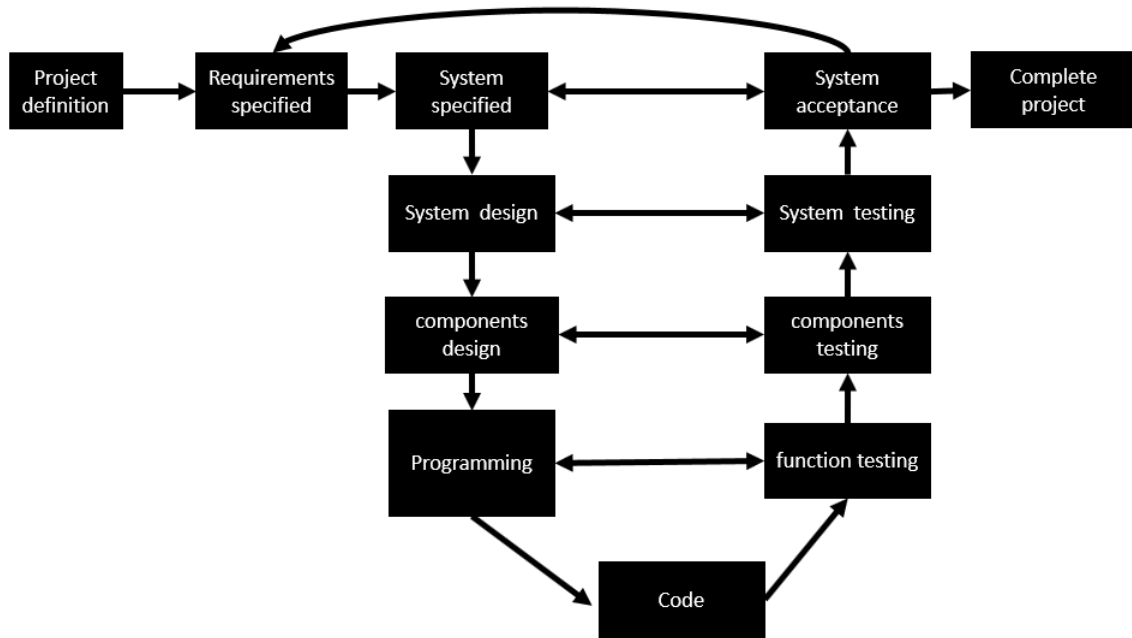 Project
definition
Requirements
specified
System
specified
System
acceptance
Complete
project
System design
System testing
components
design
components
testing
Programming
function testing
Code